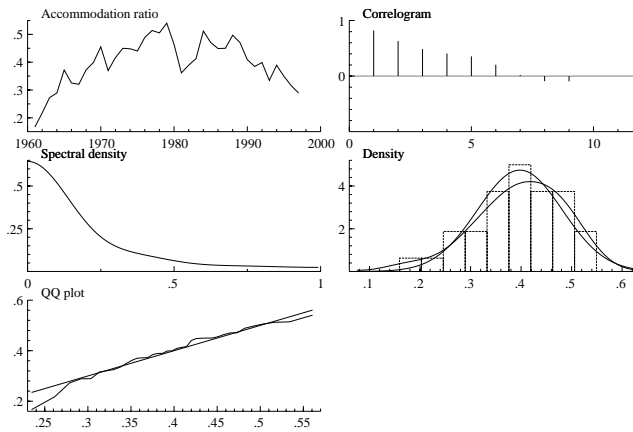 Accommodation ratio
.5
.4
.3
.2
1960 1970 1980 1990 2000
Correlogram
1
0
5 10
Spectral density
.5
.25
0 .5 1
Density
4
2
.1 .2 .3 .4 .5 .6
QQ plot
.6
.4
.2
.25 .3 .35 .4 .45 .5 .55